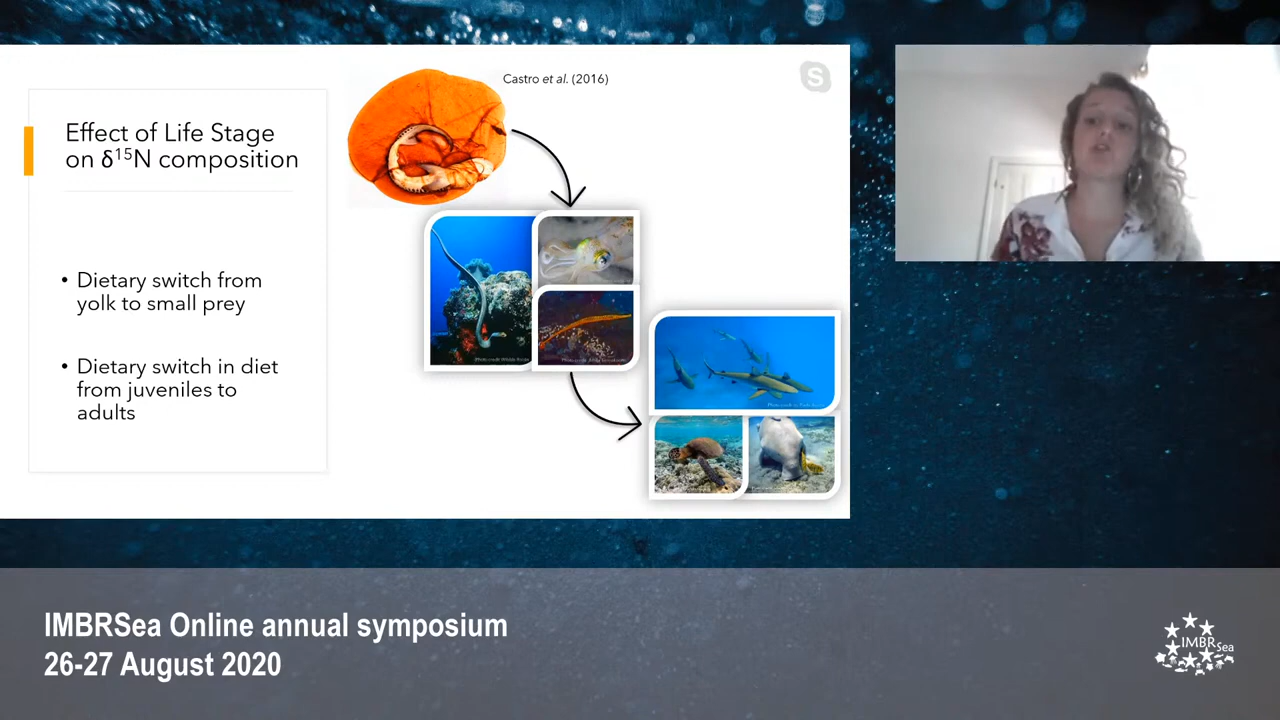 Castro et al. (2016)
Effect of Life Stage
on δ¹⁵N composition
• Dietary switch from
yolk to small prey
• Dietary switch in diet
from juveniles to
adults
IMBRSea Online annual symposium
26-27 August 2020
IMBRSea